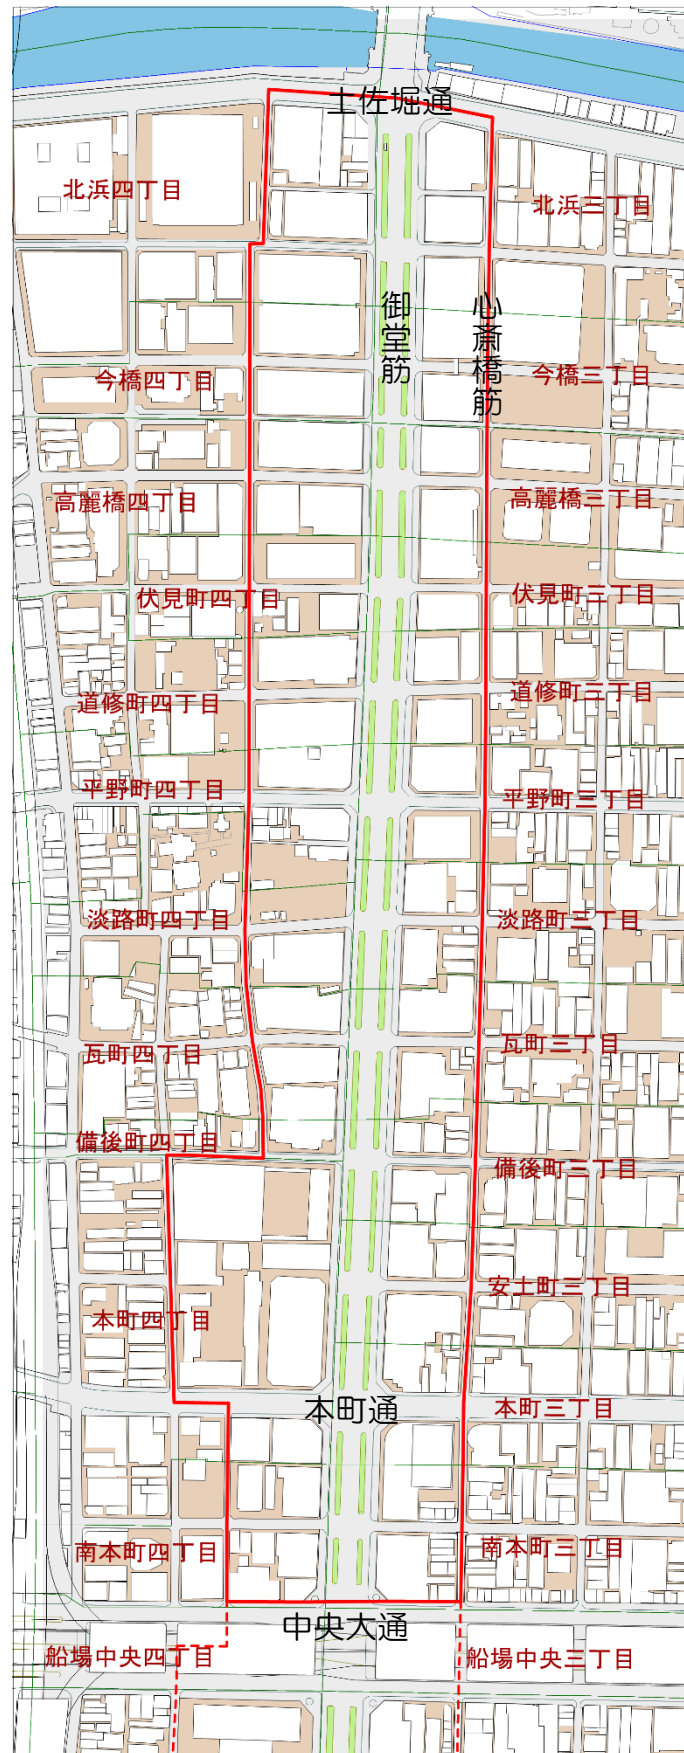 土佐堀通
北浜四丁目
北浜三丁目
御堂筋
心斎橋筋
今橋四丁目
今橋三丁目
高麗橋四丁目
高麗橋三丁目
伏見町四丁目
伏見町三丁目
道修町四丁目
道修町三丁目
平野町四丁目
平野町三丁目
淡路町四丁目
淡路町三丁目
瓦町四丁目
瓦町三丁目
備後町四丁目
備後町三丁目
安土町三丁目
本町四丁目
本町通
本町三丁目
南本町四丁目
南本町三丁目
中央大通
船場中央四丁目
船場中央三丁目